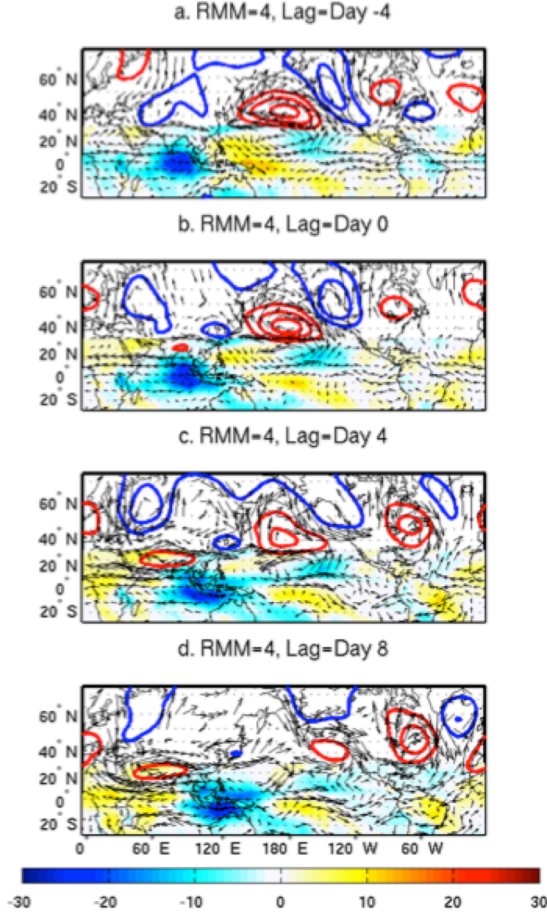 a. RMM=4, Lag=Day -4
60° N
40° N
20° N
0°
20° S
b. RMM=4, Lag=Day 0
60° N
40° N
20° N
0°
20° S
c. RMM=4, Lag=Day 4
60° N
40° N
20° N
0°
20° S
d. RMM=4, Lag=Day 8
60° N
40° N
20° N
0°
20° S
0° 60° E 120° E 180° E 120° W 60° W
-30 -20 -10 0 10 20 30